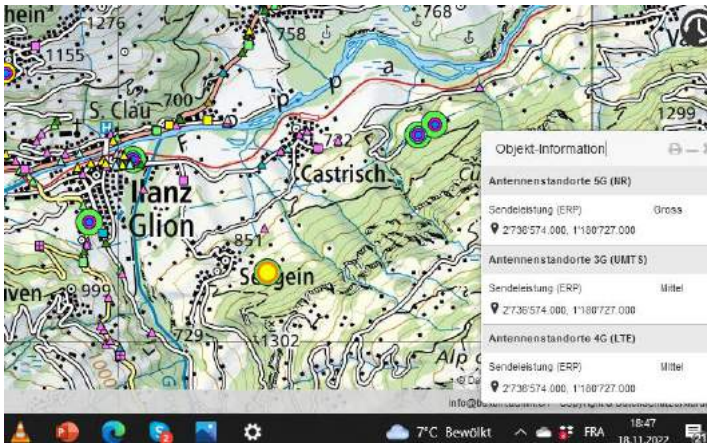 hein
1276
1155
758
768
1299
S. Clau
700
732
Castrisch
Ilanz
Glion
851
999
729
1302
Alp
Objekt-Information
Antennenstandorte 5G (NR)
Sendeleistung (ERP) Gross
2'736'574.000, 1'180'727.000
Antennenstandorte 3G (UMTS)
Sendeleistung (ERP) Mittel
2'736'574.000, 1'180'727.000
Antennenstandorte 4G (LTE)
Sendeleistung (ERP) Mittel
2'736'574.000, 1'180'727.000
7°C Bewölkt
FRA
18:47
18.11.2022